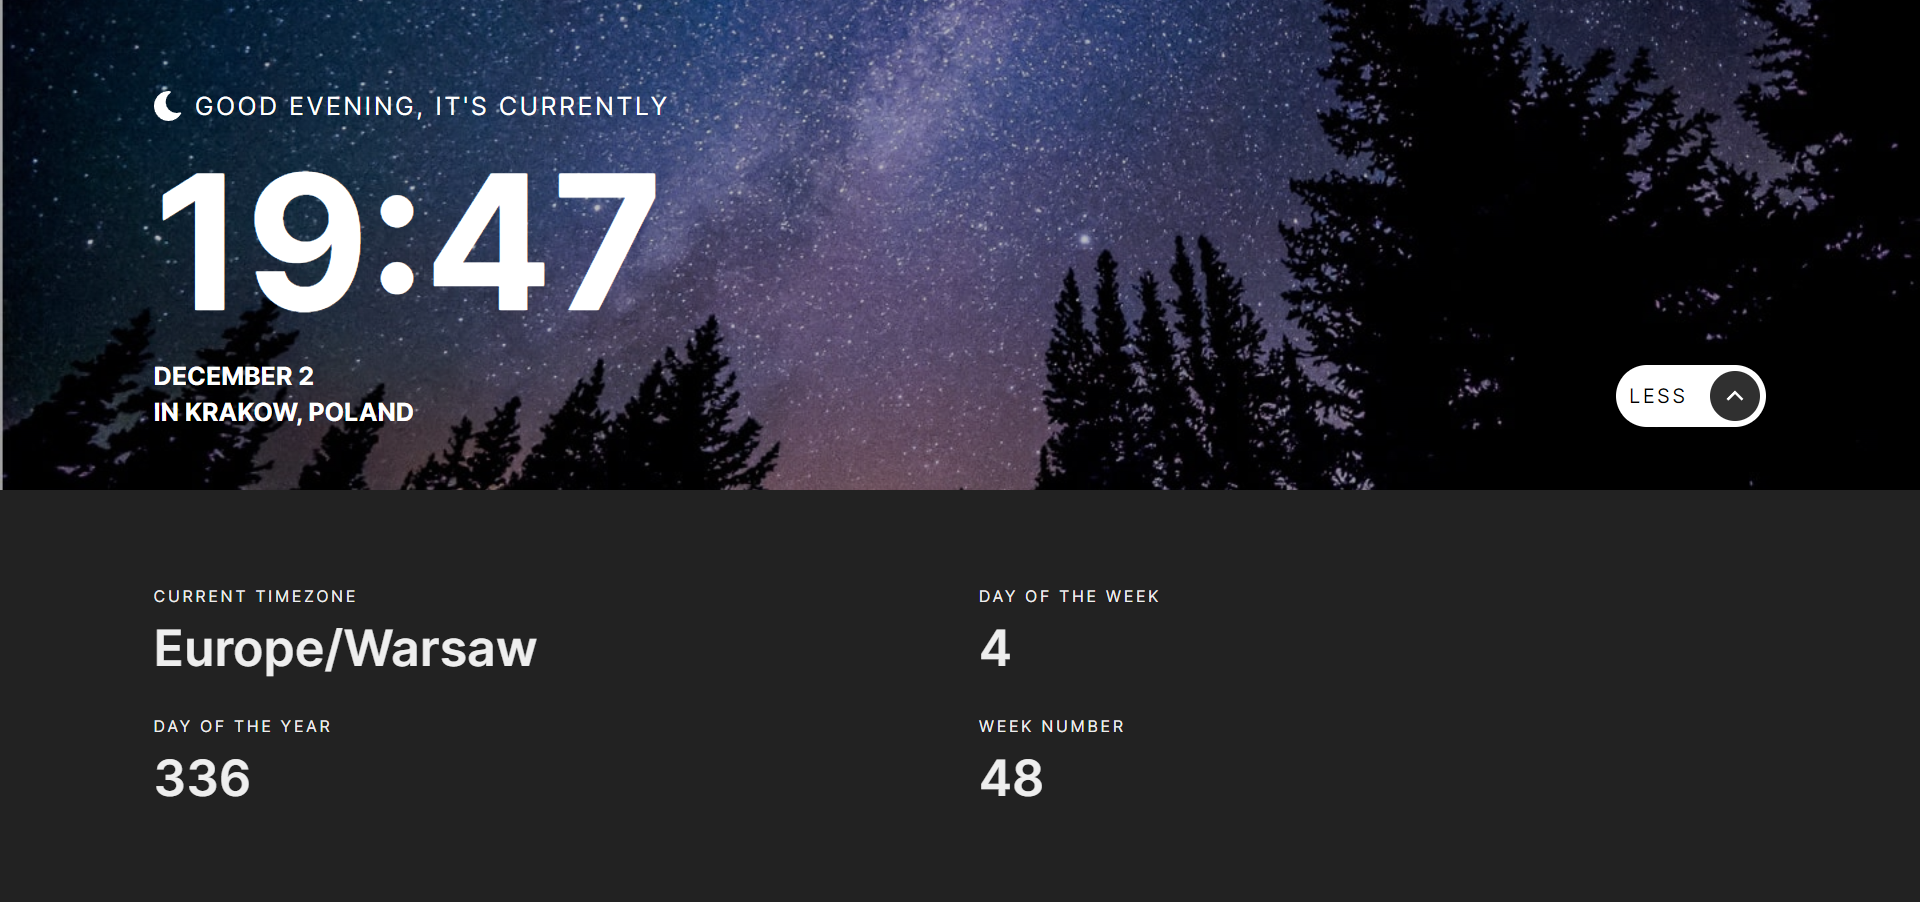 GOOD EVENING, IT'S CURRENTLY
19:47
DECEMBER 2
IN KRAKOW, POLAND
LESS
CURRENT TIMEZONE
Europe/Warsaw
DAY OF THE YEAR
336
DAY OF THE WEEK
4
WEEK NUMBER
48